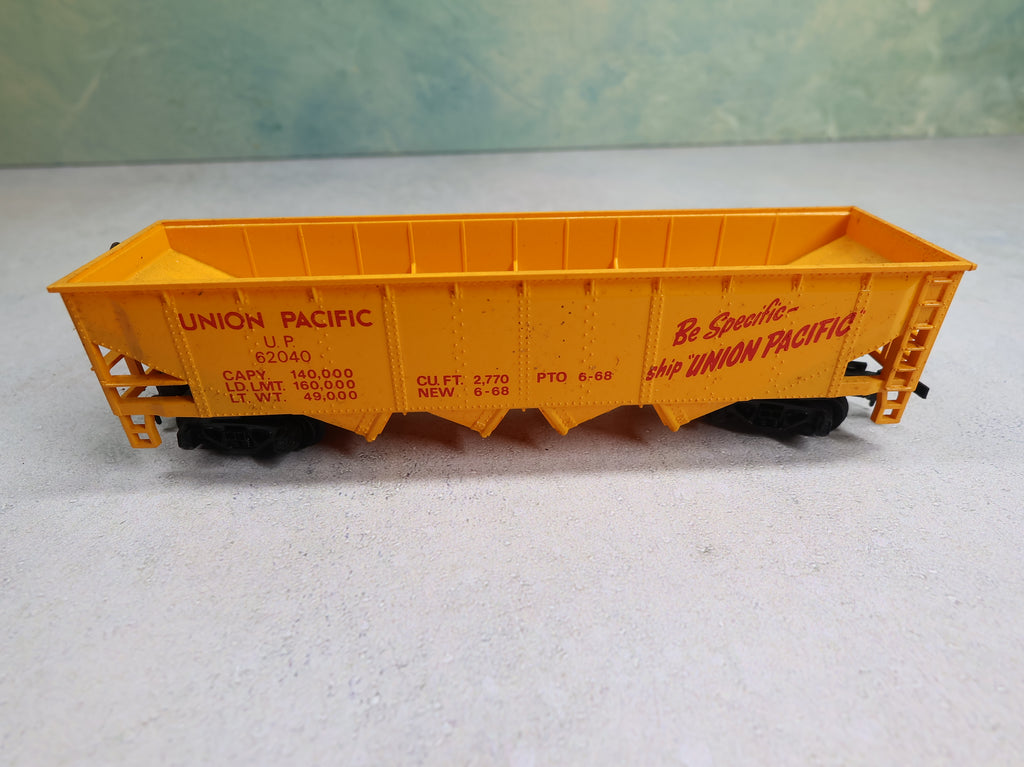 UNION PACIFIC
U.P.
62040
CAPY. 140,000
LD.LMT. 160,000
LT. WT. 49,000
CU.FT. 2,770 PTO 6-68
NEW 6-68
Be Specific-
ship "UNION PACIFIC"